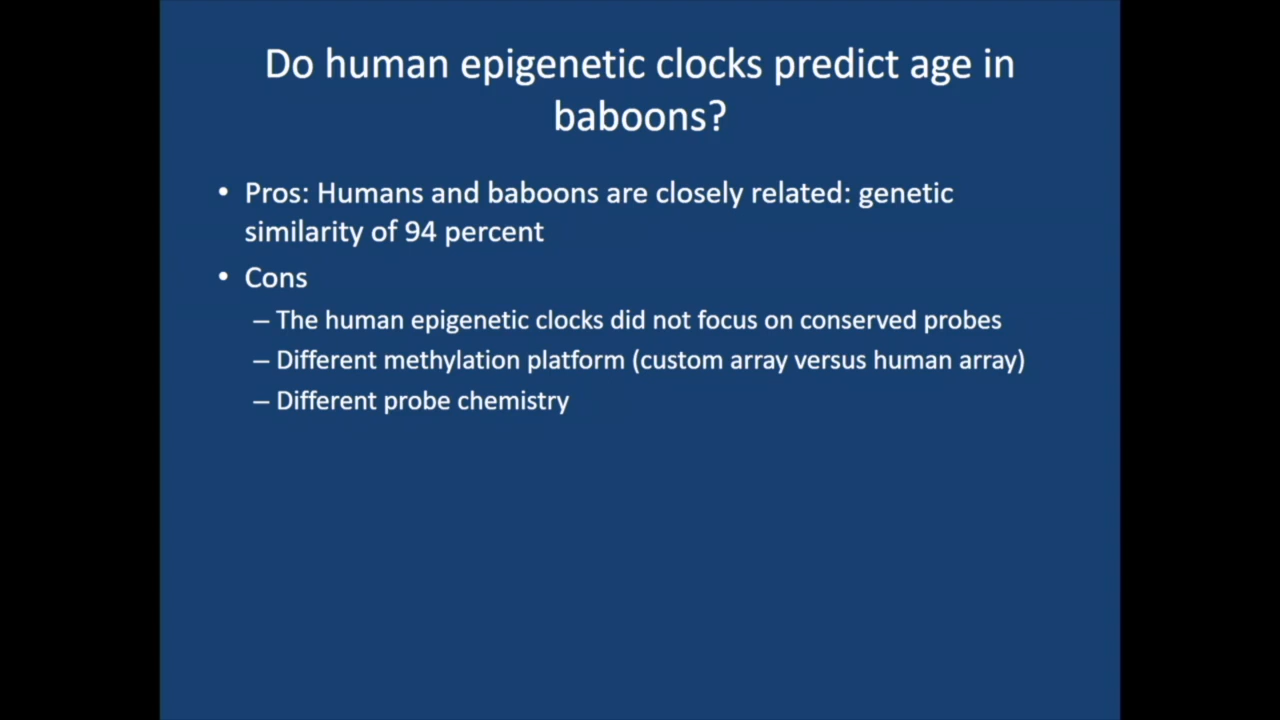 Do human epigenetic clocks predict age in
baboons?
• Pros: Humans and baboons are closely related: genetic
similarity of 94 percent
• Cons
– The human epigenetic clocks did not focus on conserved probes
– Different methylation platform (custom array versus human array)
– Different probe chemistry